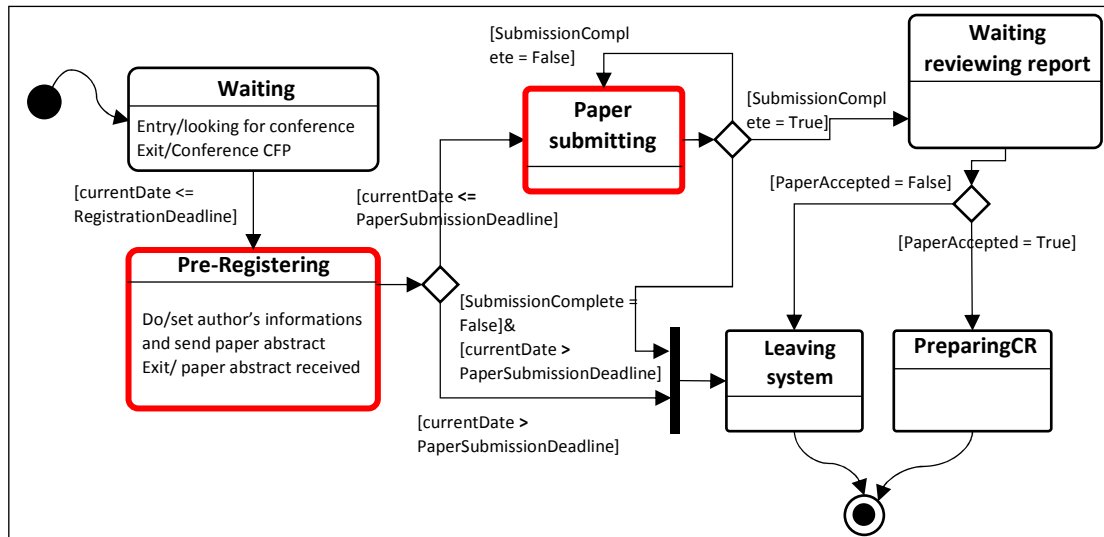 Waiting
Entry/looking for conference
Exit/Conference CFP
[currentDate <=
RegistrationDeadline]
Pre-Registering
Do/set author's informations
and send paper abstract
Exit/ paper abstract received
[SubmissionCompl
ete = False]
Paper
submitting
[currentDate <=
PaperSubmissionDeadline]
[SubmissionCompl
ete = True]
Waiting
reviewing report
[PaperAccepted = False]
[PaperAccepted = True]
[SubmissionComplete =
False]&
[currentDate >
PaperSubmissionDeadline]
[currentDate >
PaperSubmissionDeadline]
Leaving
system
PreparingCR